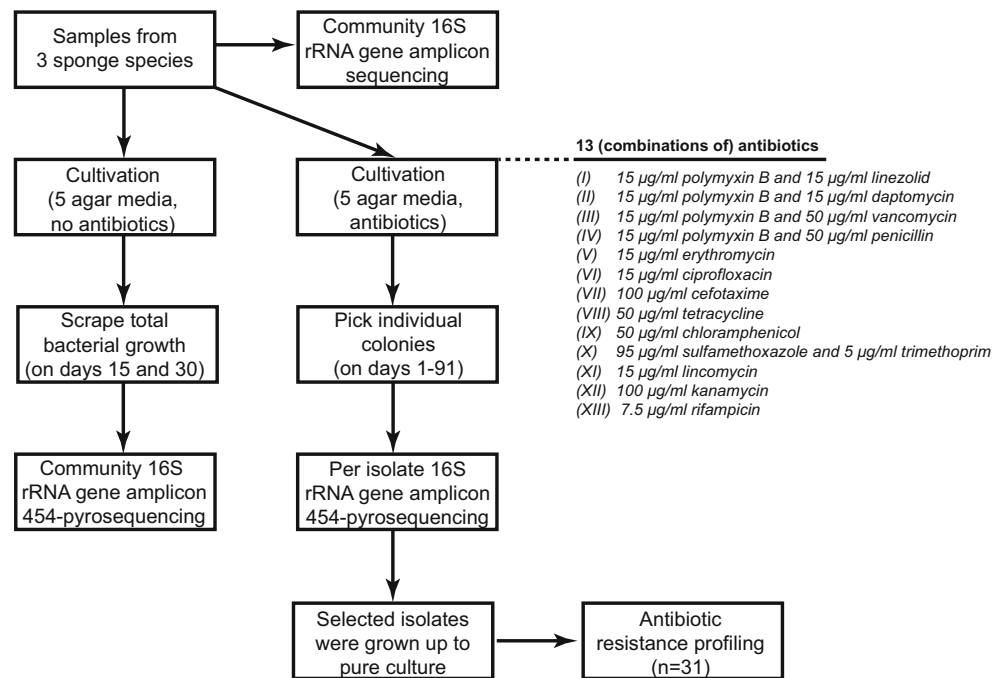 Samples from
3 sponge species
Community 16S
rRNA gene amplicon
sequencing
Cultivation
(5 agar media,
no antibiotics)
Cultivation
(5 agar media,
antibiotics)
13 (combinations of) antibiotics
(I) 15 µg/ml polymyxin B and 15 µg/ml linezolid
(II) 15 µg/ml polymyxin B and 15 µg/ml daptomycin
(III) 15 µg/ml polymyxin B and 50 µg/ml vancomycin
(IV) 15 µg/ml polymyxin B and 50 µg/ml penicillin
(V) 15 µg/ml erythromycin
(VI) 15 µg/ml ciprofloxacin
(VII) 100 µg/ml cefotaxime
(VIII) 50 µg/ml tetracycline
(IX) 50 µg/ml chloramphenicol
(X) 95 µg/ml sulfamethoxazole and 5 µg/ml trimethoprim
(XI) 15 µg/ml lincomycin
(XII) 100 µg/ml kanamycin
(XIII) 7.5 µg/ml rifampicin
Scrape total
bacterial growth
(on days 15 and 30)
Pick individual
colonies
(on days 1-91)
Community 16S
rRNA gene amplicon
454-pyrosequencing
Per isolate 16S
rRNA gene amplicon
454-pyrosequencing
Selected isolates
were grown up to
pure culture
Antibiotic
resistance profiling
(n=31)